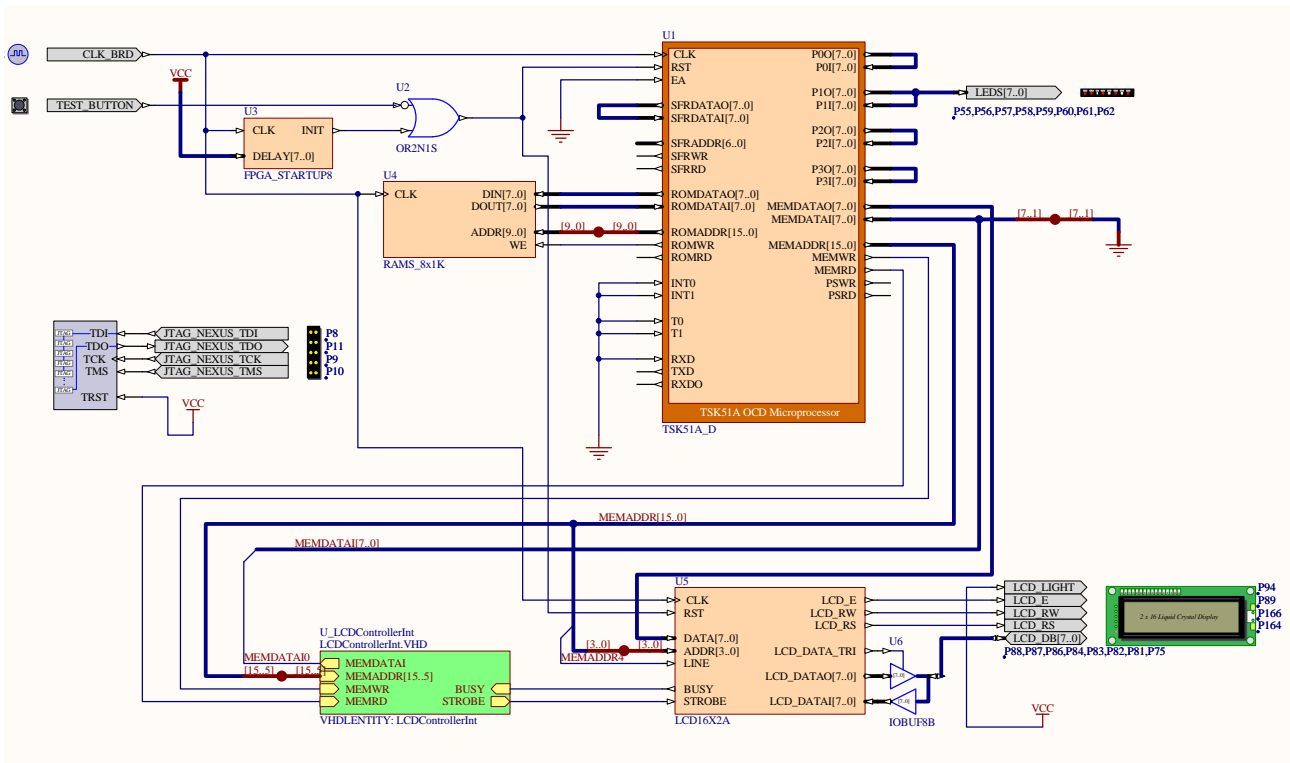 U1
CLK_BRD
TEST_BUTTON
VCC
U2
OR2N1S
U3
CLK
INIT
DELAY[7..0]
FPGA_STARTUP8
U4
CLK
DIN[7..0]
DOUT[7..0]
ADDR[9..0]
WE
RAMS_8x1K
[9..0]
[9..0]
CLK
RST
EA
SFRDATAO[7..0]
SFRDATAI[7..0]
SFRADDR[6..0]
SFRWR
SFRRD
ROMDATAO[7..0]
ROMDATAI[7..0]
ROMADDR[15..0]
ROMWR
ROMRD
INT0
INT1
T0
T1
RXD
TXD
RXDO
P0O[7..0]
P0I[7..0]
P1O[7..0]
P1I[7..0]
P2O[7..0]
P2I[7..0]
P3O[7..0]
P3I[7..0]
MEMDATAO[7..0]
MEMDATAI[7..0]
MEMADDR[15..0]
MEMWR
MEMRD
PSWR
PSRD
TSK51A OCD Microprocessor
TSK51A_D
LEDS[7..0]
P55,P56,P57,P58,P59,P60,P61,P62
[7..1]
[7..1]
JTAG
JTAG
JTAG
JTAG
JTAG
JTAG
TDI
TDO
TCK
TMS
TRST
JTAG_NEXUS_TDI
JTAG_NEXUS_TDO
JTAG_NEXUS_TCK
JTAG_NEXUS_TMS
P8
P11
P9
P10
VCC
MEMADDR[15..0]
MEMDATAI[7..0]
U_LCDControllerInt
LCDControllerInt.VHD
MEMDATAI0
[15..5]
[15..5]
MEMDATAI
MEMADDR[15..5]
MEMWR
MEMRD
BUSY
STROBE
VHDLENTITY: LCDControllerInt
[3..0]
[3..0]
MEMADDR4
U5
CLK
RST
DATA[7..0]
ADDR[3..0]
LINE
BUSY
STROBE
LCD_E
LCD_RW
LCD_RS
LCD_DATA_TRI
LCD_DATAO[7..0]
LCD_DATAI[7..0]
LCD16X2A
U6
[7..0]
[7..0]
IOBUF8B
LCD_LIGHT
LCD_E
LCD_RW
LCD_RS
LCD_DB[7..0]
P88,P87,P86,P84,P83,P82,P81,P75
VCC
2 x 16 Liquid Crystal Display
P94
P89
P166
P164